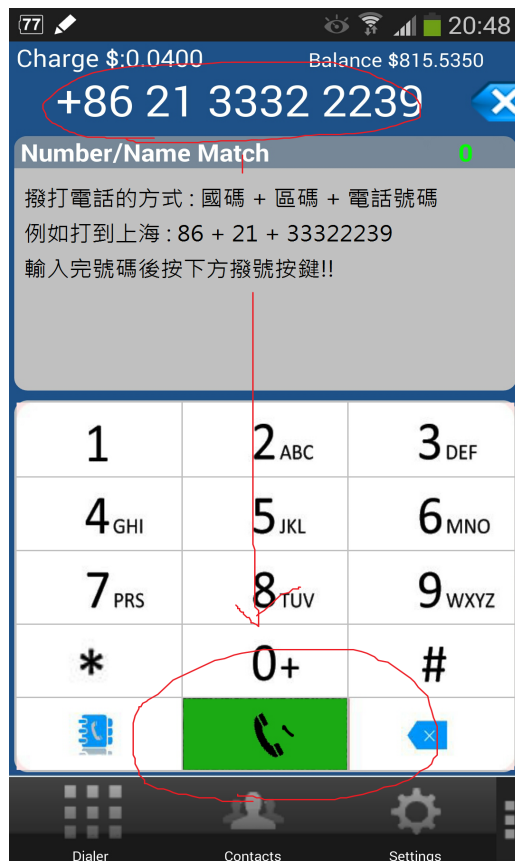 77 20:48
Charge $:0.0400 Balance $815.5350
+86 21 3332 2239
Number/Name Match 0
撥打電話的方式 : 國碼 + 區碼 + 電話號碼
例如打到上海 : 86 + 21 + 33322239
輸入完號碼後按下方撥號按鍵!!
1 2 ABC 3 DEF
4 GHI 5 JKL 6 MNO
7 PRS 8 TUV 9 WXYZ
* 0+ #
Dialer Contacts Settings